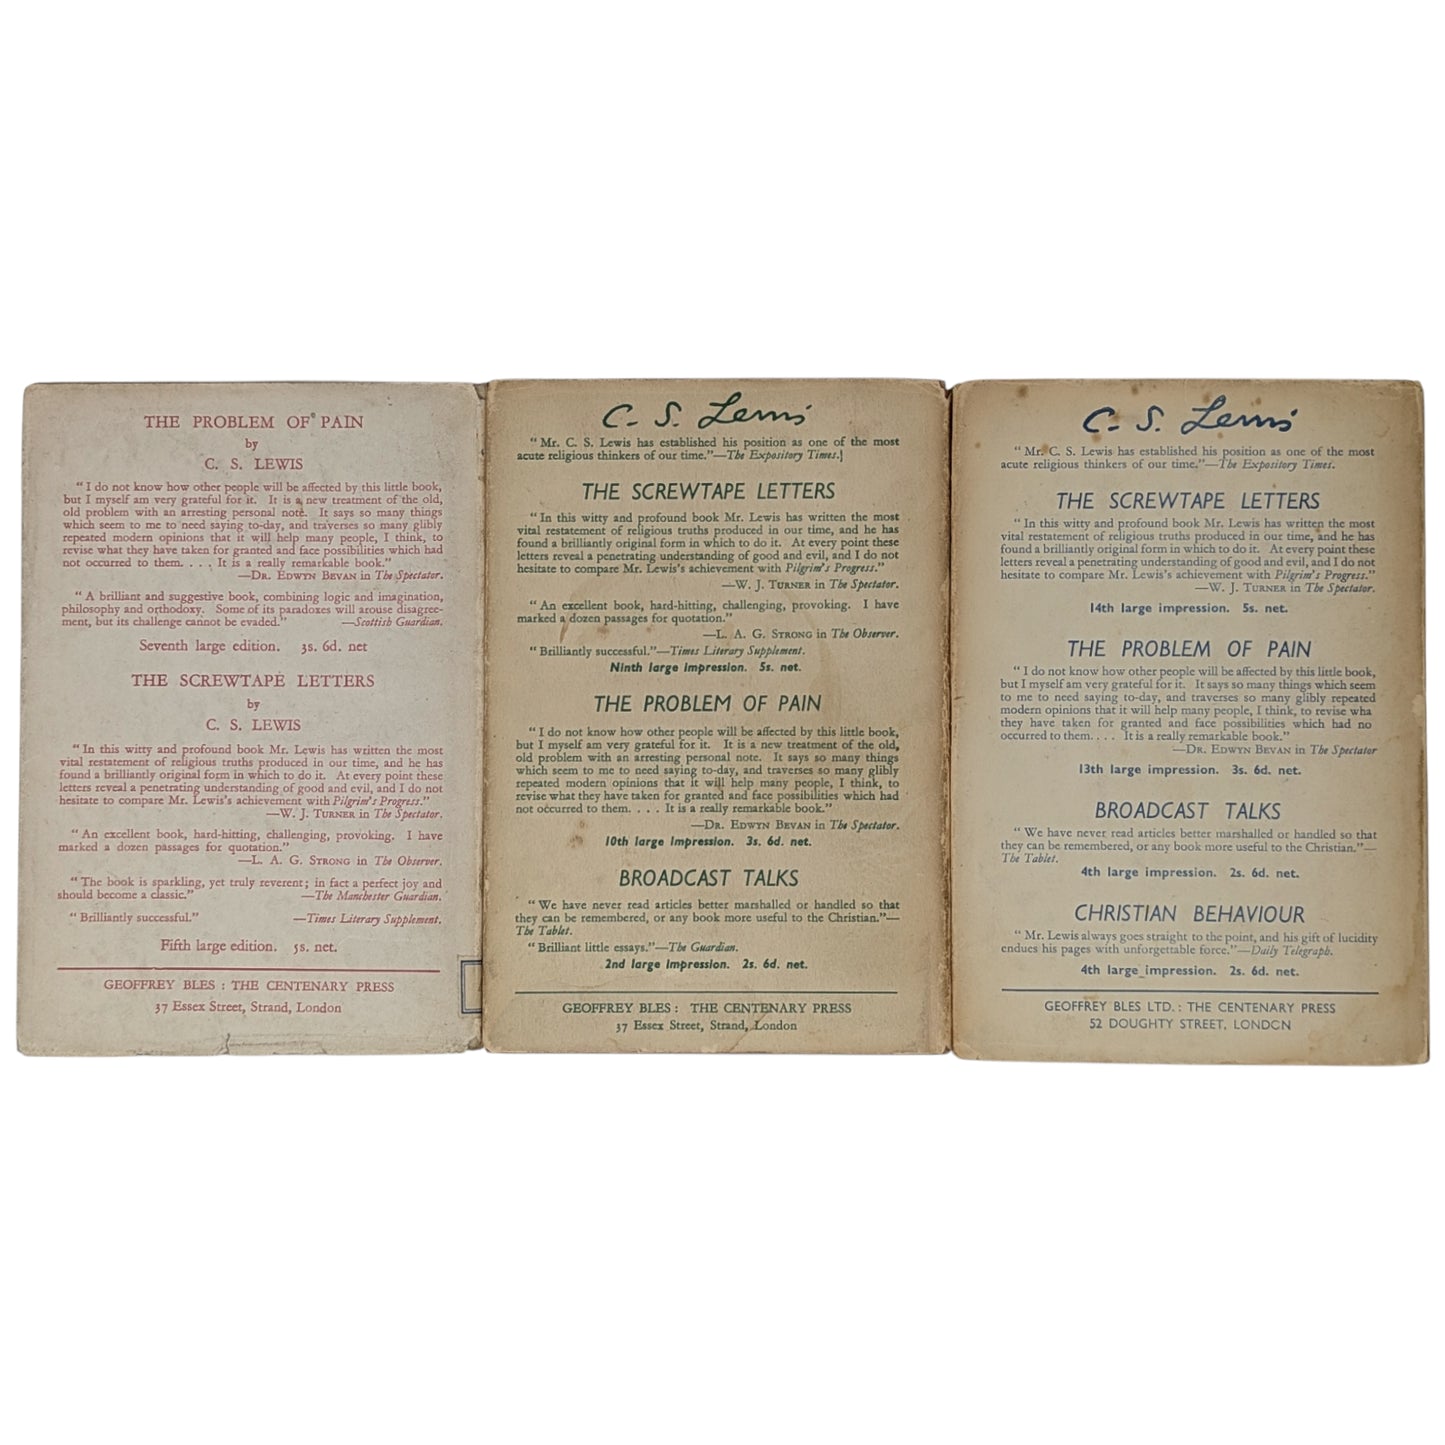 THE PROBLEM OF PAIN
by
C. S. LEWIS
“ I do not know how other people will be affected by this little book,
but I myself am very grateful for it. It is a new treatment of the old,
old problem with an arresting personal note. It says so many things
which seem to me to need saying to-day, and traverses so many glibly
repeated modern opinions that it will help many people, I think, to
revise what they have taken for granted and face possibilities which had
not occurred to them. . . . It is a really remarkable book.”
—DR. EDWYN BEVAN in The Spectator.
“ A brilliant and suggestive book, combining logic and imagination,
philosophy and orthodoxy. Some of its paradoxes will arouse disagree-
ment, but its challenge cannot be evaded.” —Scottish Guardian.
Seventh large edition. 3s. 6d. net
THE SCREWTAPE LETTERS
by
C. S. LEWIS
“ In this witty and profound book Mr. Lewis has written the most
vital restatement of religious truths produced in our time, and he has
found a brilliantly original form in which to do it. At every point these
letters reveal a penetrating understanding of good and evil, and I do not
hesitate to compare Mr. Lewis's achievement with Pilgrim's Progress.”
—W. J. TURNER in The Spectator.
“ An excellent book, hard-hitting, challenging, provoking. I have
marked a dozen passages for quotation.”
—L. A. G. STRONG in The Observer.
“ The book is sparkling, yet truly reverent ; in fact a perfect joy and
should become a classic.” —The Manchester Guardian.
“ Brilliantly successful.” —Times Literary Supplement.
Fifth large edition. 5s. net.
GEOFFREY BLES : THE CENTENARY PRESS
37 Essex Street, Strand, London
C. S. Lewis
“ Mr. C. S. Lewis has established his position as one of the most
acute religious thinkers of our time.”—The Expository Times.
THE SCREWTAPE LETTERS
“ In this witty and profound book Mr. Lewis has written the most
vital restatement of religious truths produced in our time, and he has
found a brilliantly original form in which to do it. At every point these
letters reveal a penetrating understanding of good and evil, and I do not
hesitate to compare Mr. Lewis's achievement with Pilgrim's Progress.”
—W. J. TURNER in The Spectator.
“ An excellent book, hard-hitting, challenging, provoking. I have
marked a dozen passages for quotation.”
—L. A. G. STRONG in The Observer.
“ Brilliantly successful.”—Times Literary Supplement.
Ninth large impression. 5s. net.
THE PROBLEM OF PAIN
“ I do not know how other people will be affected by this little book,
but I myself am very grateful for it. It is a new treatment of the old,
old problem with an arresting personal note. It says so many things
which seem to me to need saying to-day, and traverses so many glibly
repeated modern opinions that it will help many people, I think, to
revise what they have taken for granted and face possibilities which had
not occurred to them. . . . It is a really remarkable book.”
—DR. EDWYN BEVAN in The Spectator.
10th large impression. 3s. 6d. net.
BROADCAST TALKS
“ We have never read articles better marshalled or handled so that
they can be remembered, or any book more useful to the Christian.”—
The Tablet.
“ Brilliant little essays.”—The Guardian.
2nd large impression. 2s. 6d. net.
GEOFFREY BLES : THE CENTENARY PRESS
37 Essex Street, Strand, London
C. S. Lewis
“ Mr. C. S. Lewis has established his position as one of the most
acute religious thinkers of our time.”—The Expository Times.
THE SCREWTAPE LETTERS
“ In this witty and profound book Mr. Lewis has written the most
vital restatement of religious truths produced in our time, and he has
found a brilliantly original form in which to do it. At every point these
letters reveal a penetrating understanding of good and evil, and I do not
hesitate to compare Mr. Lewis's achievement with Pilgrim's Progress.”
—W. J. TURNER in The Spectator.
14th large impression. 5s. net.
THE PROBLEM OF PAIN
“ I do not know how other people will be affected by this little book,
but I myself am very grateful for it. It says so many things which seem
to me to need saying to-day, and traverses so many glibly repeated
modern opinions that it will help many people, I think, to revise wha
they have taken for granted and face possibilities which had no
occurred to them. . . . It is a really remarkable book.”
—DR. EDWYN BEVAN in The Spectator
13th large impression. 3s. 6d. net.
BROADCAST TALKS
“ We have never read articles better marshalled or handled so that
they can be remembered, or any book more useful to the Christian.”—
The Tablet.
4th large impression. 2s. 6d. net.
CHRISTIAN BEHAVIOUR
“ Mr. Lewis always goes straight to the point, and his gift of lucidity
endues his pages with unforgettable force.”—Daily Telegraph.
4th large impression. 2s. 6d. net.
GEOFFREY BLES LTD. : THE CENTENARY PRESS
52 DOUGHTY STREET, LONDON